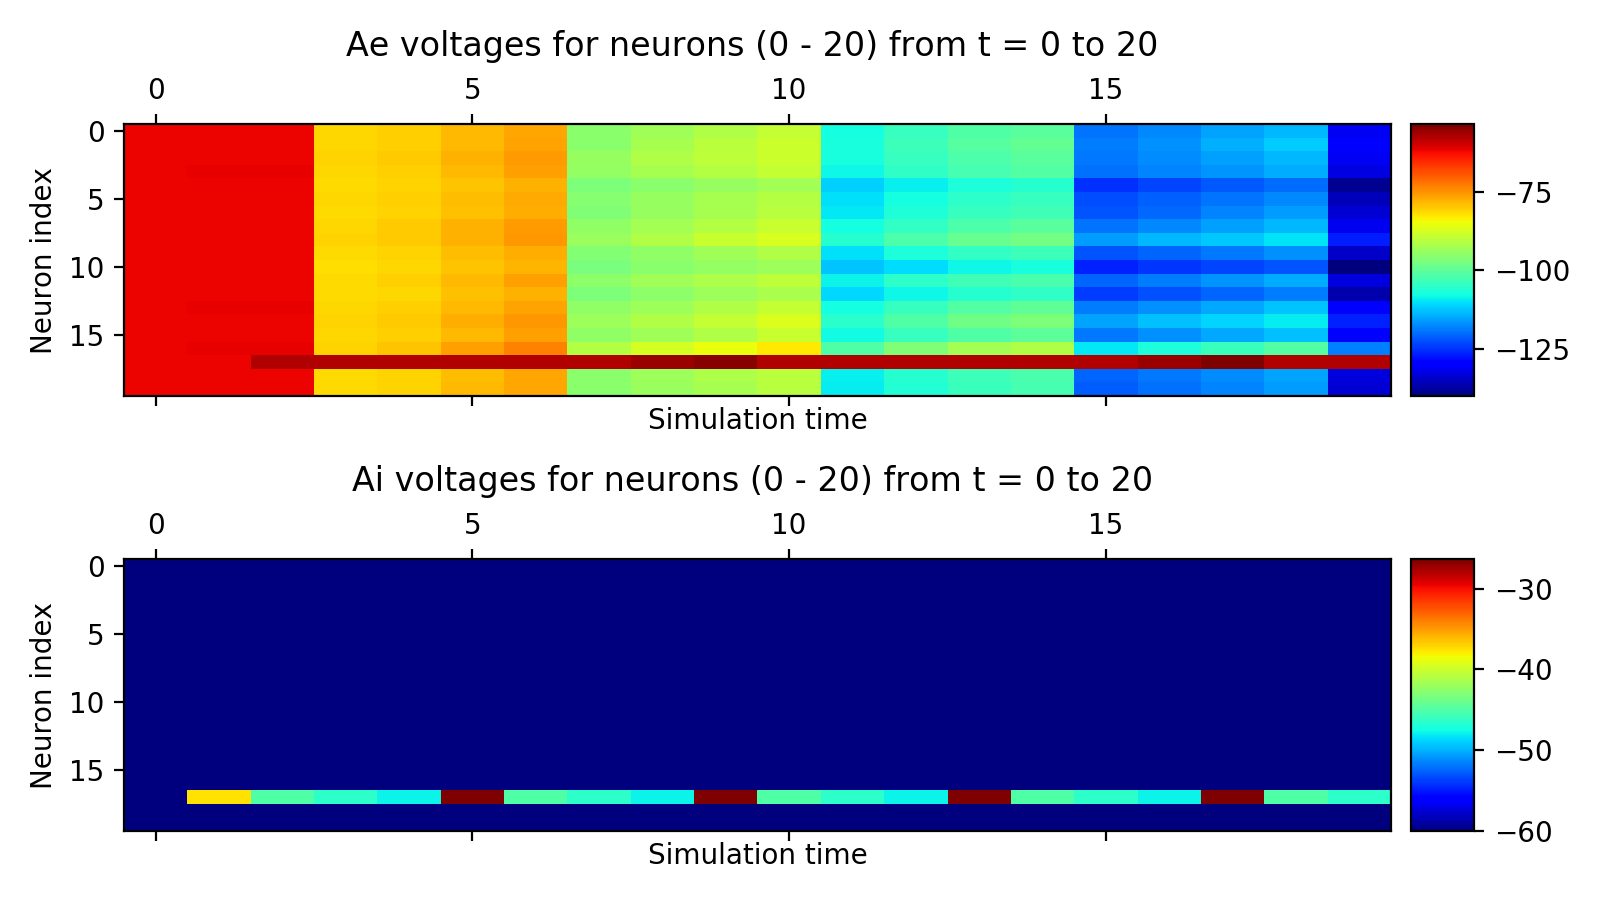 Ae voltages for neurons (0 - 20) from t = 0 to 20
0 5 10 15
Neuron index
0
5
10
15
Simulation time
−75
−100
−125
Ai voltages for neurons (0 - 20) from t = 0 to 20
0 5 10 15
Neuron index
0
5
10
15
Simulation time
−30
−40
−50
−60